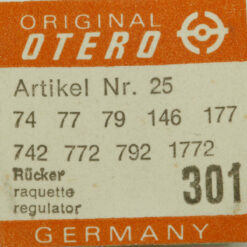 ORIGINAL
OTERO
Artikel Nr. 25
74 77 79 146 177
742 772 792 1772
Rücker
raquette
regulator
301
GERMANY